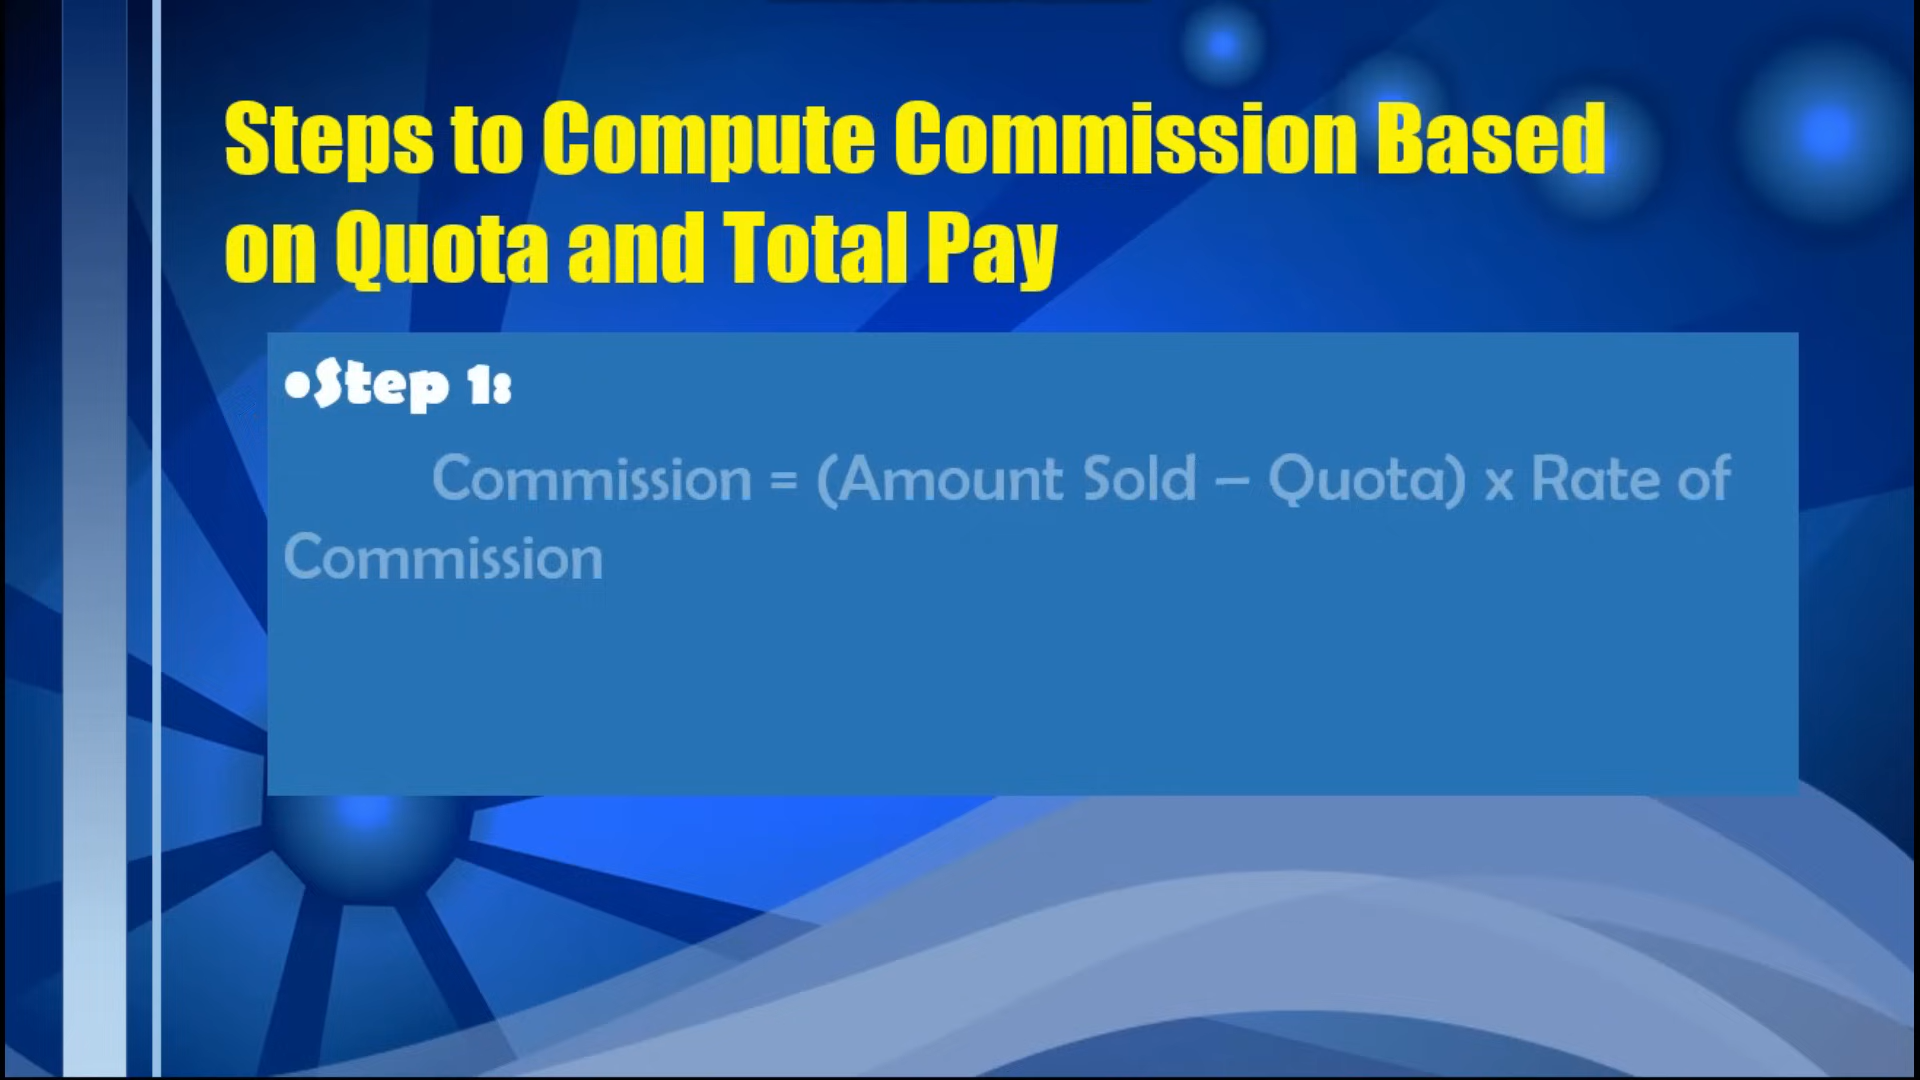 Steps to Compute Commission Based
on Quota and Total Pay
•Step 1:
Commission = (Amount Sold – Quota) x Rate of
Commission